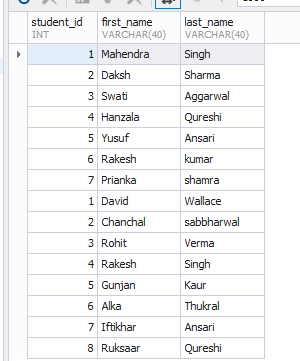 student_id first_name last_name
INT VARCHAR(40) VARCHAR(40)
1 Mahendra Singh
2 Daksh Sharma
3 Swati Aggarwal
4 Hanzala Qureshi
5 Yusuf Ansari
6 Rakesh kumar
7 Prianka shamra
1 David Wallace
2 Chanchal sabbharwal
3 Rohit Verma
4 Rakesh Singh
5 Gunjan Kaur
6 Alka Thukral
7 Iftikhar Ansari
8 Ruksaar Qureshi